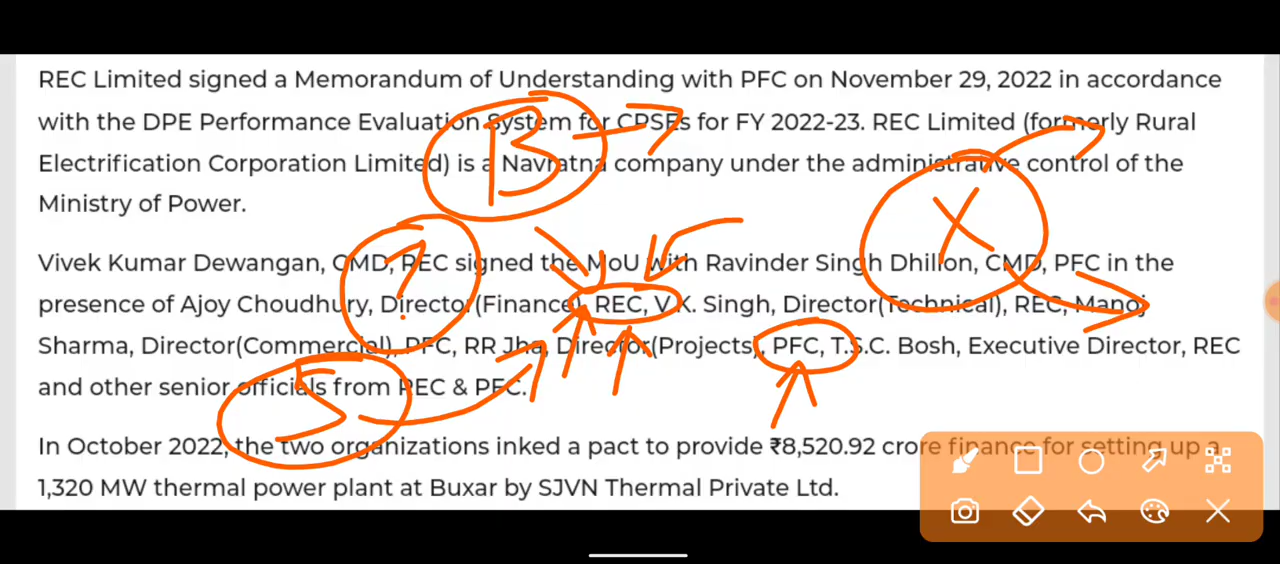 REC Limited signed a Memorandum of Understanding with PFC on November 29, 2022 in accordance
with the DPE Performance Evaluation System for CPSEs for FY 2022-23. REC Limited (formerly Rural
Electrification Corporation Limited) is a Navratna company under the administrative control of the
Ministry of Power.
B
X
?
Vivek Kumar Dewangan, CMD, REC signed the MoU with Ravinder Singh Dhillon, CMD, PFC in the
presence of Ajoy Choudhury, Director(Finance), REC, V.K. Singh, Director(Technical), REC, Manoj
Sharma, Director(Commercial), PFC, RR Jha, Director(Projects), PFC, T.S.C. Bosh, Executive Director, REC
and other senior officials from REC & PFC.
5
In October 2022, the two organizations inked a pact to provide ₹8,520.92 crore finance for setting up a
1,320 MW thermal power plant at Buxar by SJVN Thermal Private Ltd.